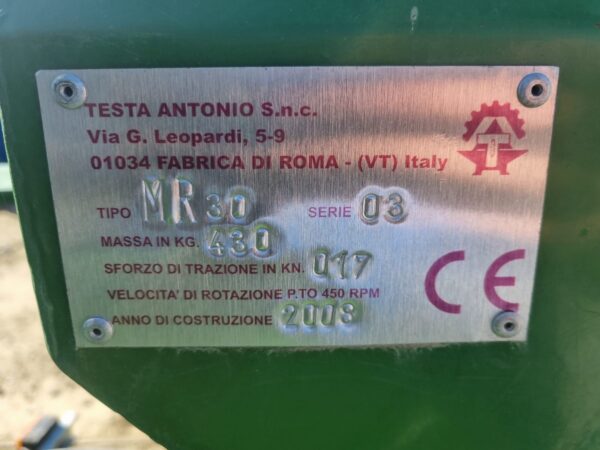 TESTA ANTONIO S.n.c.
Via G. Leopardi, 5-9
01034 FABRICA DI ROMA - (VT) Italy
TIPO MR30 SERIE 03
MASSA IN KG. 430
SFORZO DI TRAZIONE IN KN. 017
VELOCITA' DI ROTAZIONE P.TO 450 RPM
ANNO DI COSTRUZIONE 2008
CE